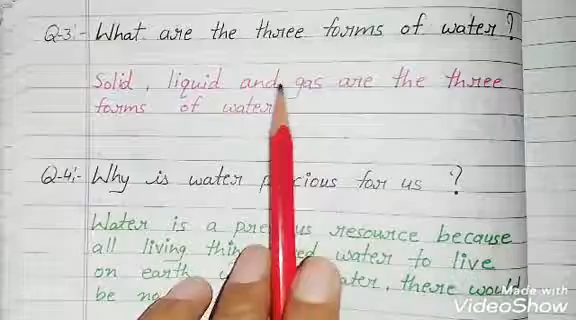 Q-3:- What are the three forms of water?
Solid, liquid and gas are the three
forms of water
Q-4:- Why is water for us ?
Water is a resource because
all living water to live
on earth there would
be
Made with
VideoShow